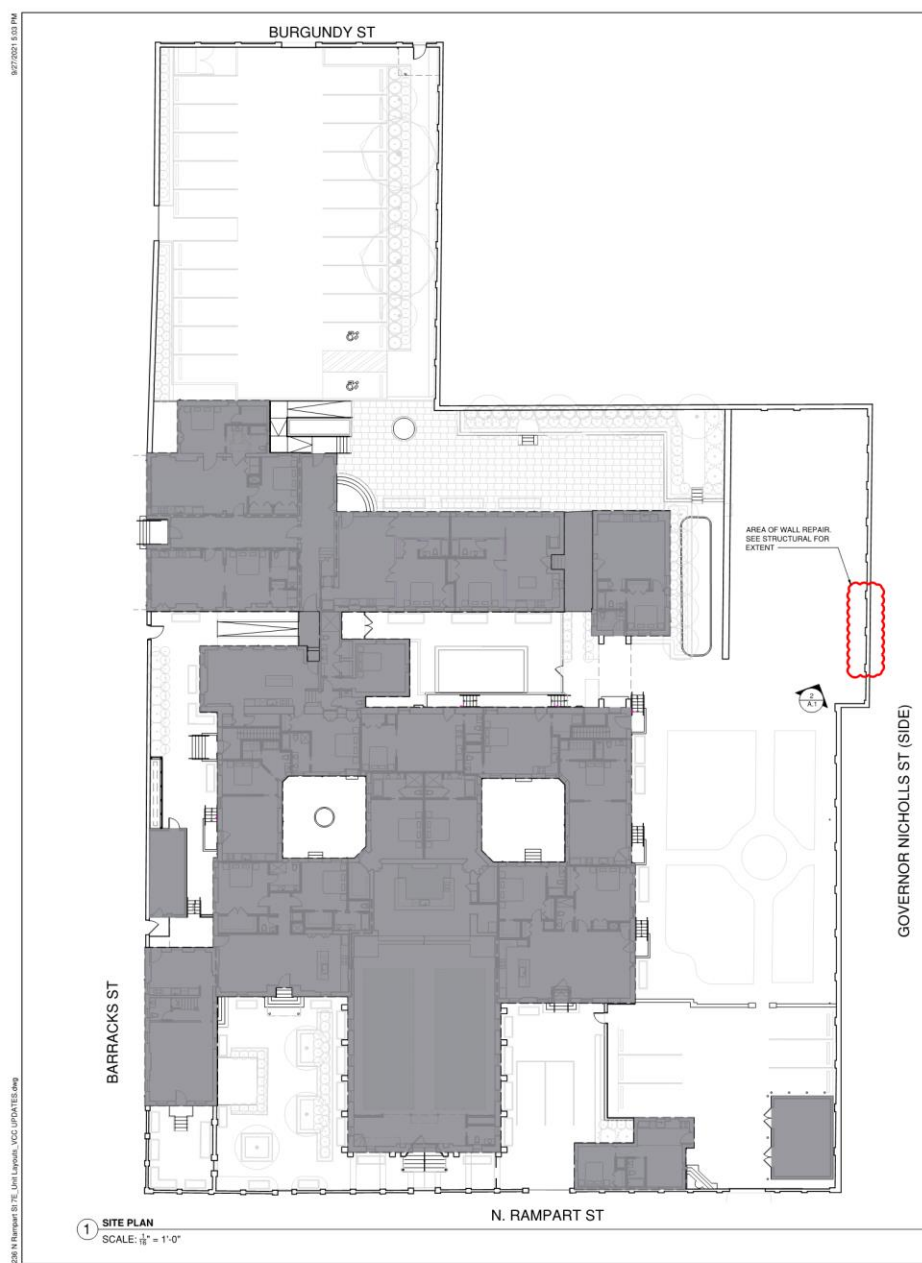 9/27/2021 5:03 PM
BURGUNDY ST
AREA OF WALL REPAIR.
SEE STRUCTURAL FOR
EXTENT
2
A.1
GOVERNOR NICHOLLS ST (SIDE)
BARRACKS ST
N. RAMPART ST
1 SITE PLAN
SCALE: 1/16" = 1'-0"
236 N Rampart St 7E_Unit Layouts_VCC UPDATES.dwg